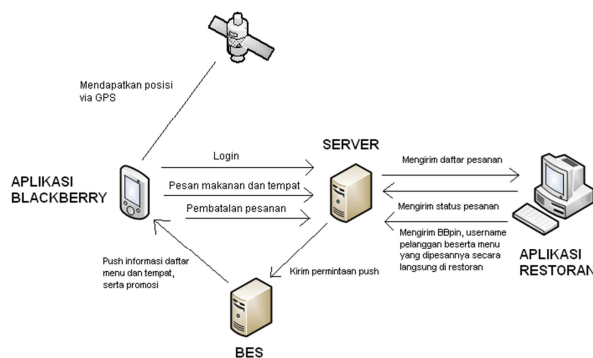 Mendapatkan posisi
via GPS
SERVER
Login
Mengirim daftar pesanan
APLIKASI
BLACKBERRY
Pesan makanan dan tempat
Mengirim status pesanan
Pembatalan pesanan
Mengirim BBpin, username
pelanggan beserta menu
yang dipesannya secara
langsung di restoran
APLIKASI
RESTORAN
Push informasi daftar
menu dan tempat,
serta promosi
Kirim permintaan push
BES